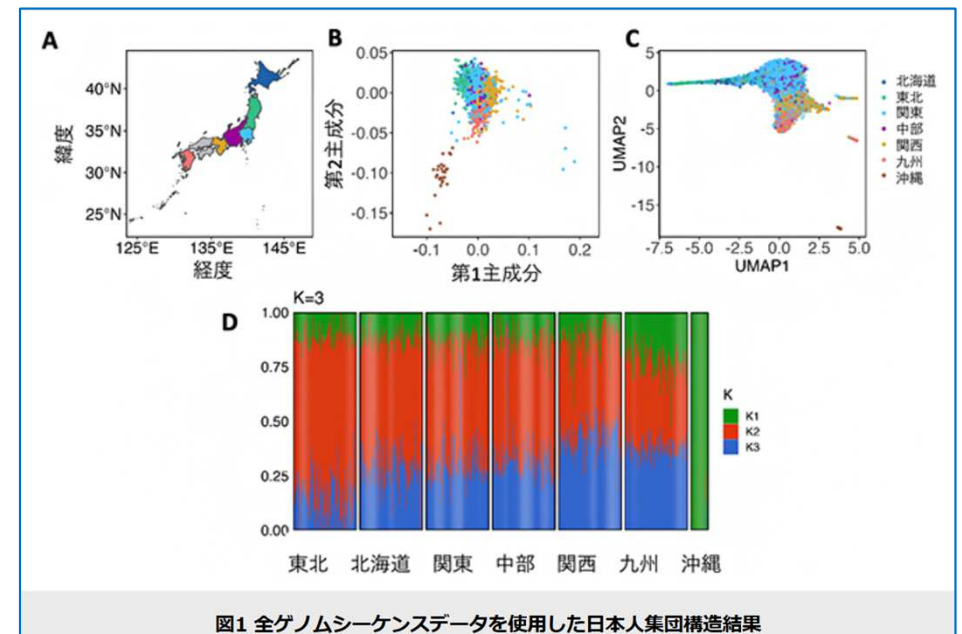 A
40°N
35°N
30°N
25°N
緯度
125°E
135°E
145°E
経度
B
0.05
0.00
-0.05
-0.10
-0.15
第2主成分
-0.1
0.0
0.1
0.2
第1主成分
C
5
0
-5
-10
-15
UMAP2
-7.5
-5.0
-2.5
0.0
2.5
5.0
UMAP1
北海道
東北
関東
中部
関西
九州
沖縄
D
K=3
1.00
0.75
0.50
0.25
0.00
東北
北海道
関東
中部
関西
九州
沖縄
K
K1
K2
K3
図1 全ゲノムシーケンスデータを使用した日本人集団構造結果